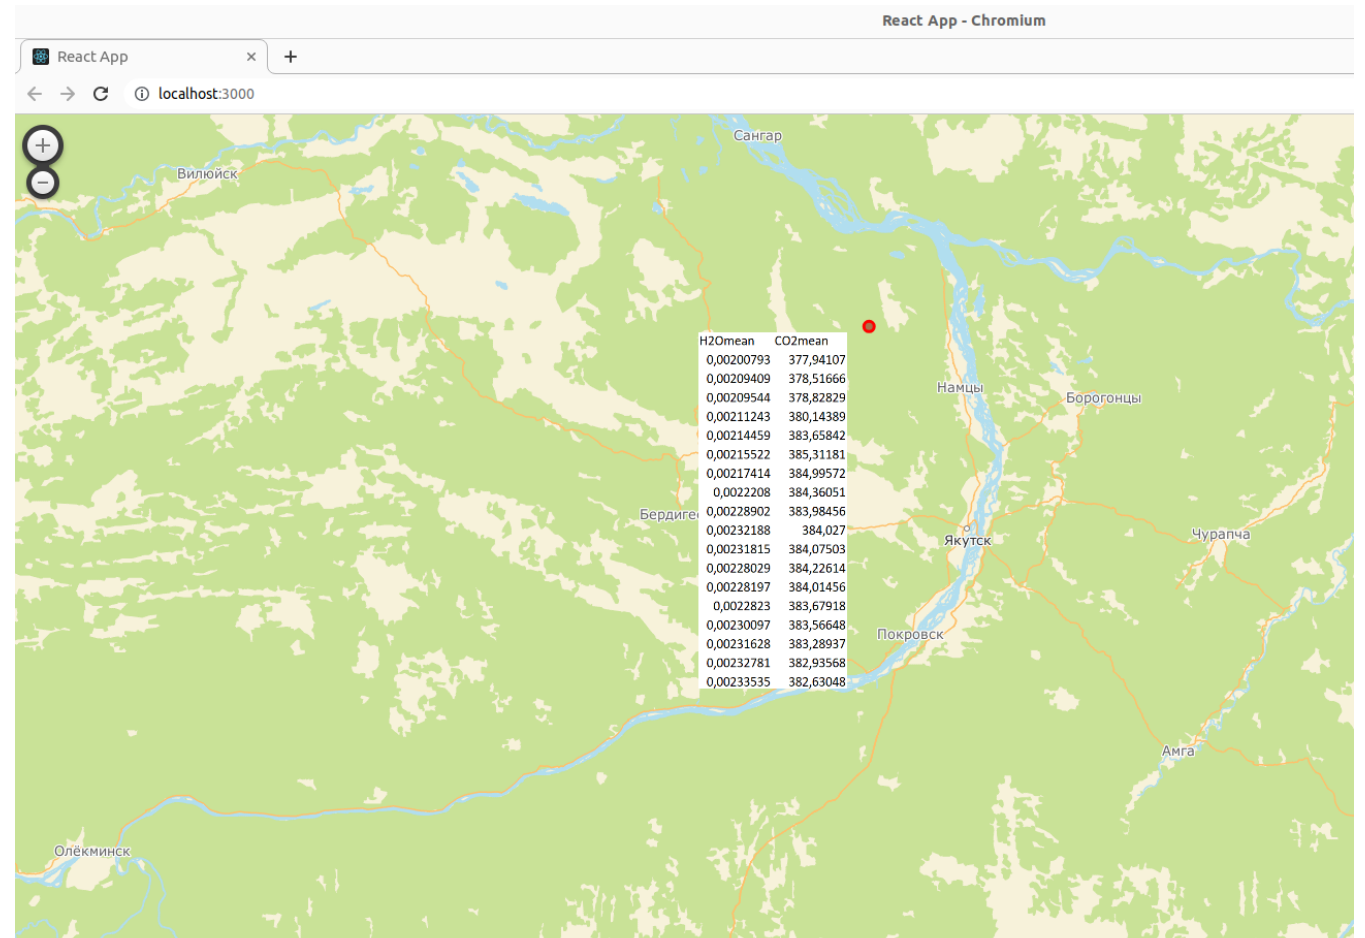 React App - Chromium
React App
localhost:3000
Сангар
Вилюйск
H2Omean CO2mean
0,00200793 377,94107
0,00209409 378,51666
0,00209544 378,82829
0,00211243 380,14389
0,00214459 383,65842
0,00215522 385,31181
0,00217414 384,99572
0,0022208 384,36051
0,00228902 383,98456
0,00232188 384,027
0,00231815 384,07503
0,00228029 384,22614
0,00228197 384,01456
0,0022823 383,67918
0,00230097 383,56648
0,00231628 383,28937
0,00232781 382,93568
0,00233535 382,63048
Намцы
Борогонцы
Бердиге
Якутск
Чурапча
Покровск
Амга
Олёкминск